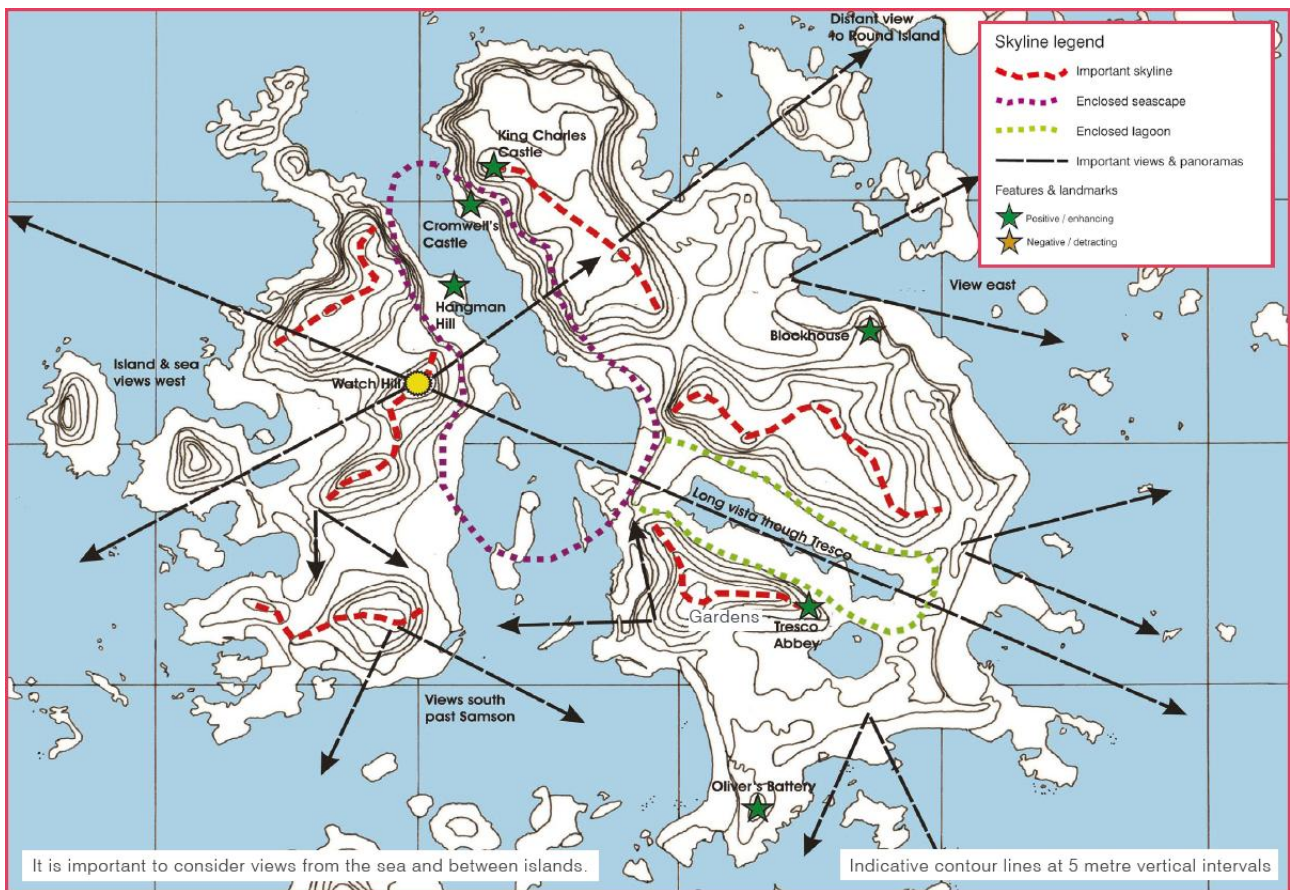 Distant view
to Round Island
Skyline legend
Important skyline
Enclosed seascape
Enclosed lagoon
Important views & panoramas
Features & landmarks
Positive / enhancing
Negative / detracting
King Charles
Castle
Cromwell's
Castle
Hangman
Hill
View east
Blockhouse
Island & sea
views west
Watch Hill
Long vista though Tresco
Gardens
Tresco
Abbey
Views south
past Samson
Oliver's Battery
It is important to consider views from the sea and between islands.
Indicative contour lines at 5 metre vertical intervals